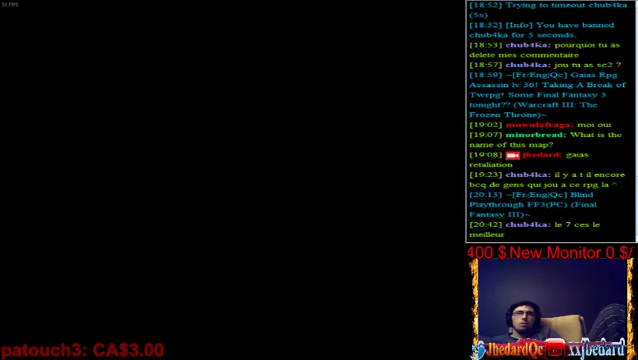 51 FPS
[18:52] Trying to timeout chub4ka
(5s)
[18:52] [Info] You have banned
chub4ka for 5 seconds.
[18:53] chub4ka: pourquoi tu as
delete mes commentaire
[18:57] chub4ka: jou tu as sc2 ?
[18:59] ~[Fr/Eng|Qc] Gaias Rpg
Assassin lv 36! Taking A Break of
Twrpg! Some Final Fantasy 3
tonight?? (Warcraft III: The
Frozen Throne)~
[19:02] moi oui
[19:07] minorbread: What is the
name of this map?
[19:08] jbedard: gaias
retaliation
[19:23] chub4ka: il y a t il encore
bcq de gens qui jou a ce rpg la ^
[20:13] ~[Fr/Eng|Qc] Blind
Playthrough FF3(PC) (Final
Fantasy III)~
[20:42] chub4ka: le 7 ces le
meilleur
400 $ New Monitor 0 $/
JbedardQc xxjbedard
patouch3: CA$3.00